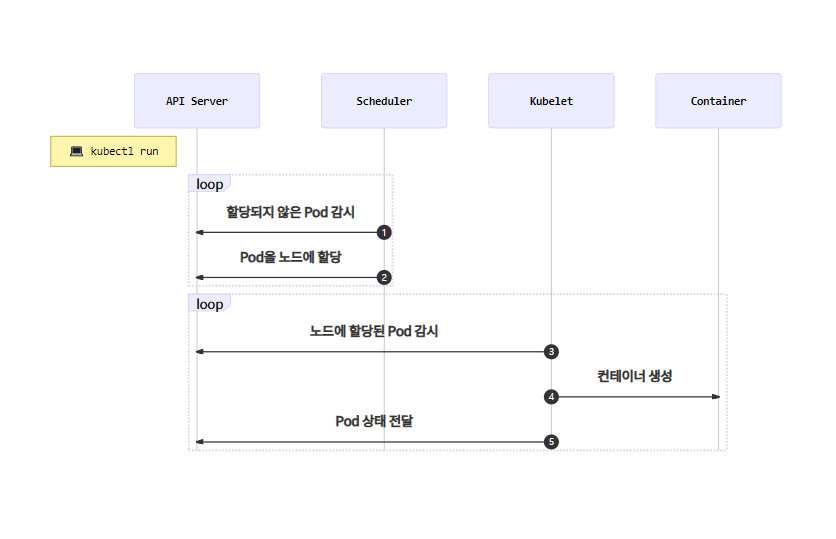 API Server
Scheduler
Kubelet
Container
💻 kubectl run
loop
할당되지 않은 Pod 감시
1
Pod을 노드에 할당
2
loop
노드에 할당된 Pod 감시
3
컨테이너 생성
4
Pod 상태 전달
5